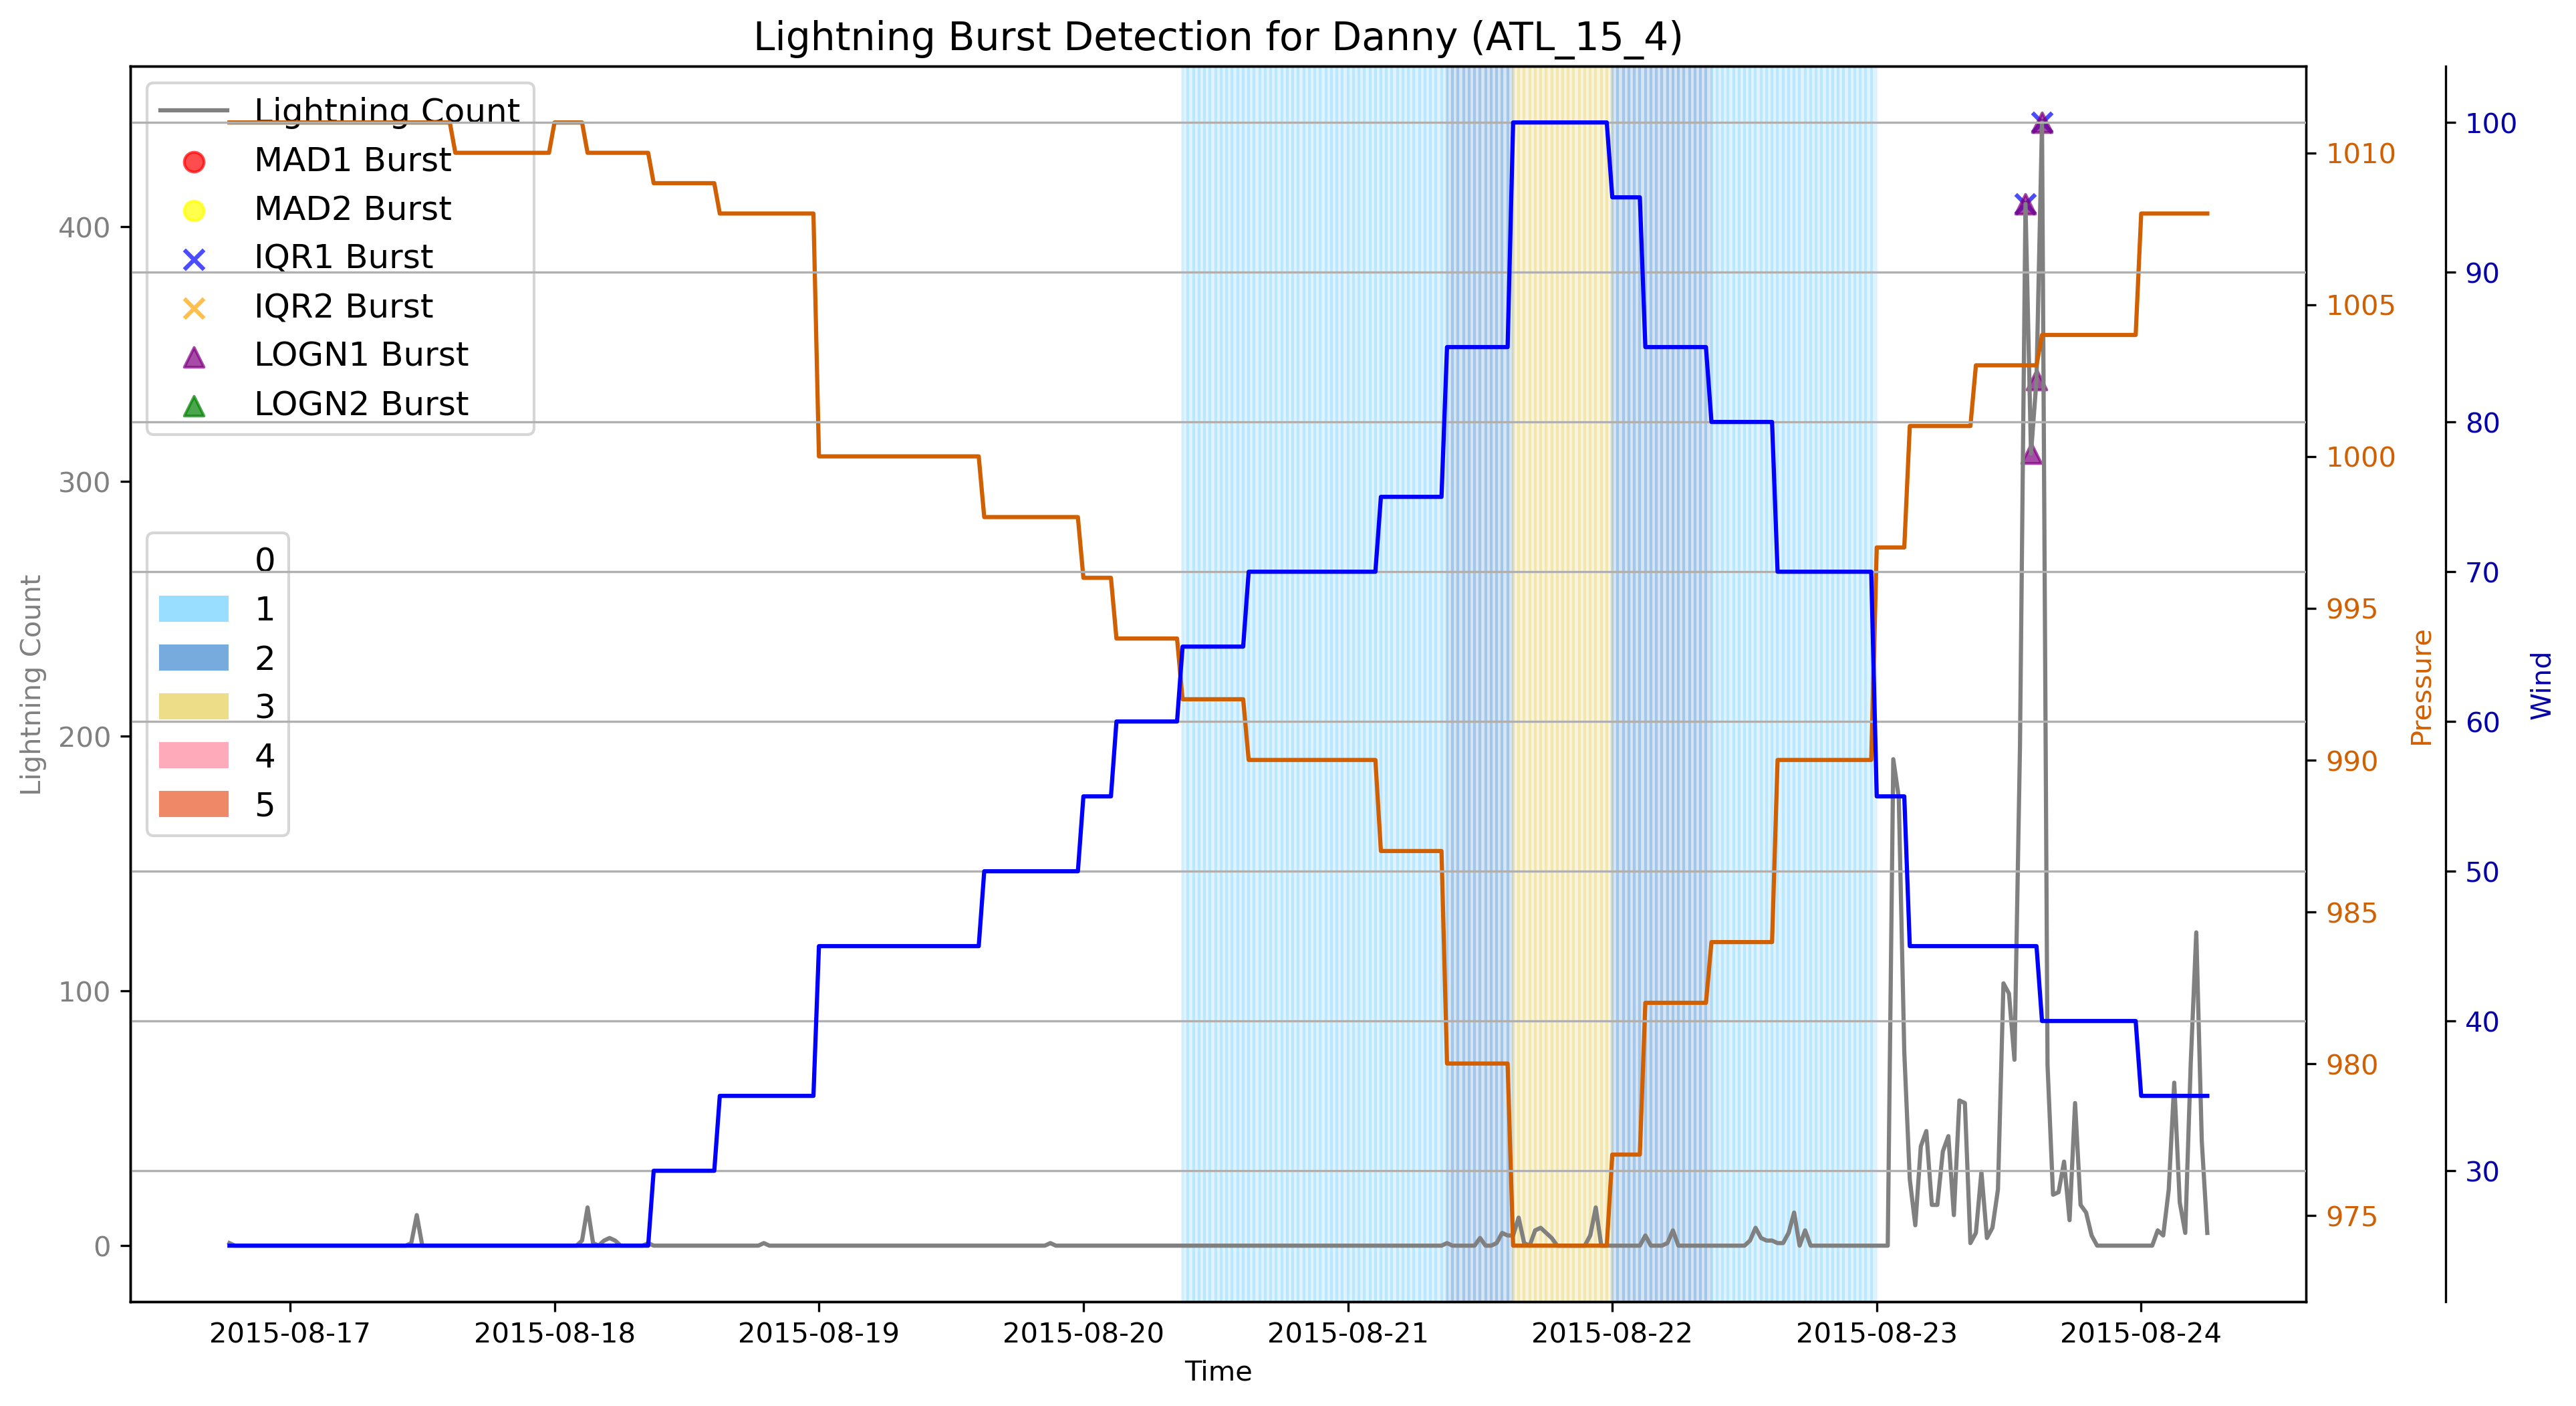 Lightning Burst Detection for Danny (ATL_15_4)
Lightning Count
MAD1 Burst
MAD2 Burst
IQR1 Burst
IQR2 Burst
LOGN1 Burst
LOGN2 Burst
0
1
2
3
4
5
Lightning Count
400
300
200
100
0
1010
1005
1000
995
990
985
980
975
Pressure
100
90
80
70
60
50
40
30
Wind
2015-08-17
2015-08-18
2015-08-19
2015-08-20
2015-08-21
2015-08-22
2015-08-23
2015-08-24
Time